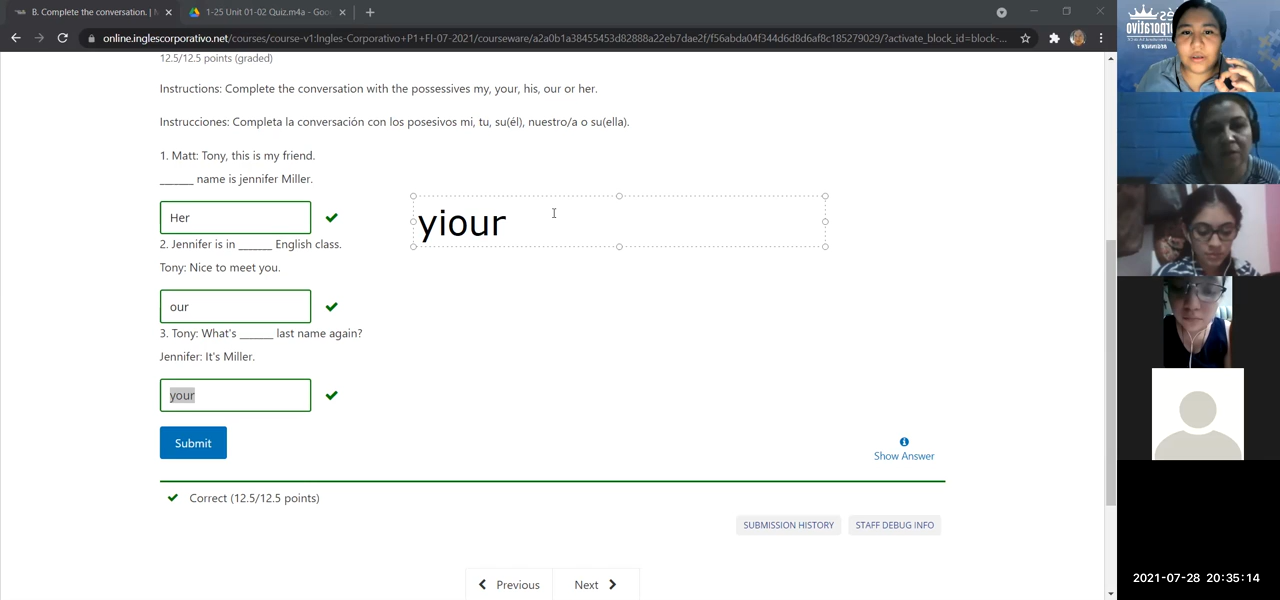 B. Complete the conversation. |
1-25 Unit 01-02 Quiz.m4a - Goo
online.inglescorporativo.net/courses/course-v1:Ingles-Corporativo+P1+FI-07-2021/courseware/a2a0b1a38455453d82888a22eb7dae2f/f56abda04f344d6d8d6af8c185279029/?activate_block_id=block-...
12.5/12.5 points (graded)
Instructions: Complete the conversation with the possessives my, your, his, our or her.
Instrucciones: Completa la conversación con los posesivos mi, tu, su(él), nuestro/a o su(ella).
1. Matt: Tony, this is my friend.
______ name is jennifer Miller.
Her
yiour
2. Jennifer is in ______ English class.
Tony: Nice to meet you.
our
3. Tony: What's ______ last name again?
Jennifer: It's Miller.
your
Submit
Show Answer
Correct (12.5/12.5 points)
SUBMISSION HISTORY
STAFF DEBUG INFO
Previous
Next
2021-07-28 20:35:14